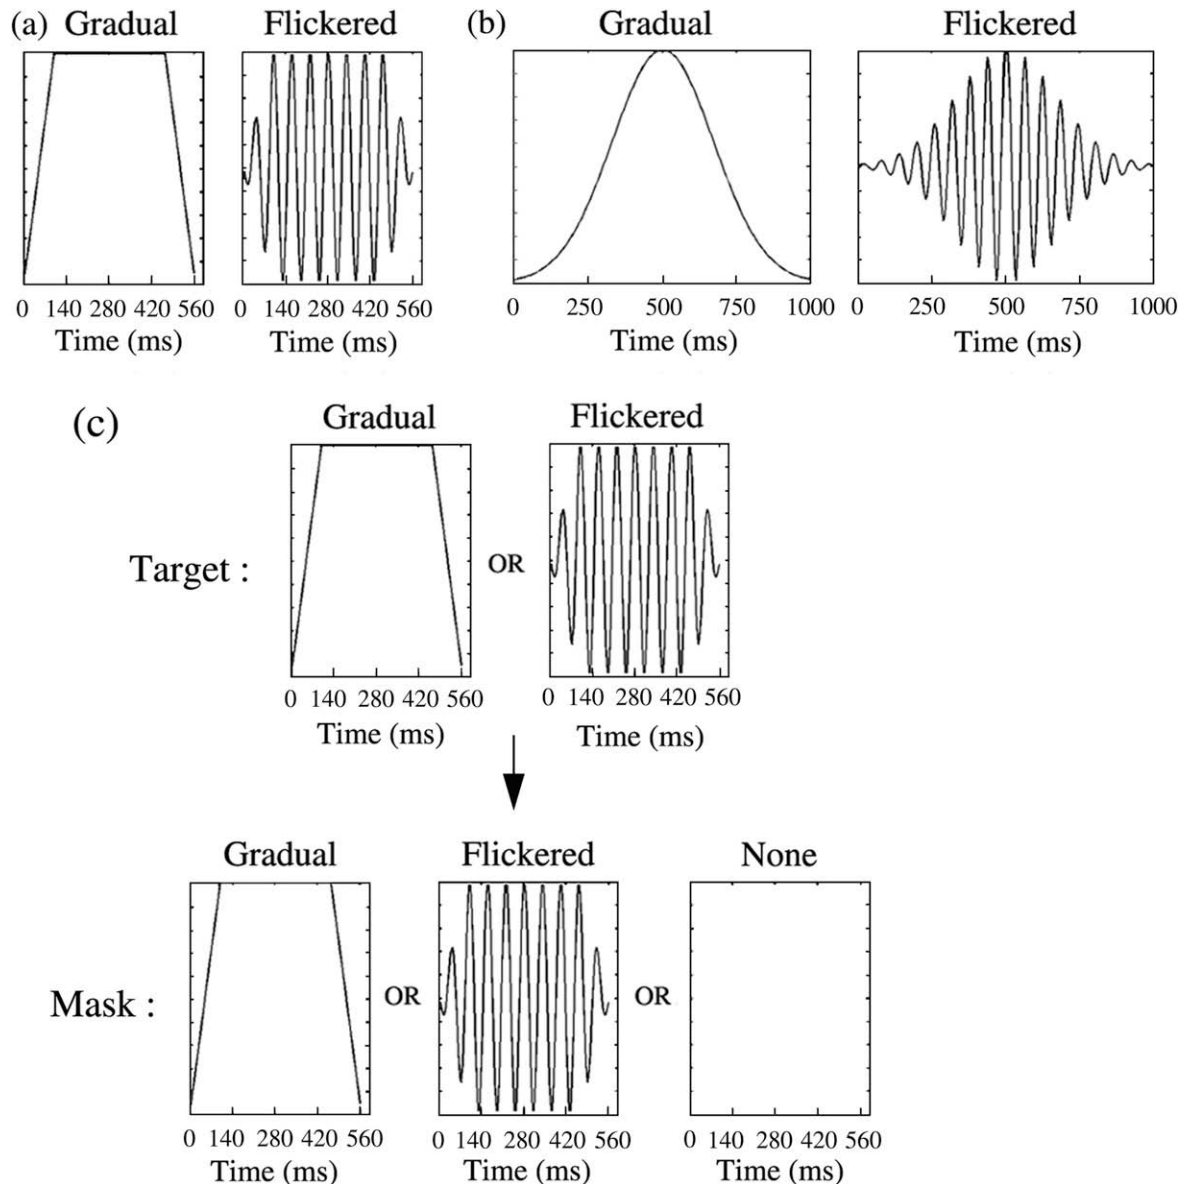 (a) Gradual Flickered (b) Gradual Flickered
0 140 280 420 560 0 140 280 420 560 0 250 500 750 1000 0 250 500 750 1000
Time (ms) Time (ms) Time (ms) Time (ms)
(c) Gradual Flickered
Target : OR
0 140 280 420 560 0 140 280 420 560
Time (ms) Time (ms)
Gradual Flickered None
Mask : OR OR
0 140 280 420 560 0 140 280 420 560 0 140 280 420 560
Time (ms) Time (ms) Time (ms)